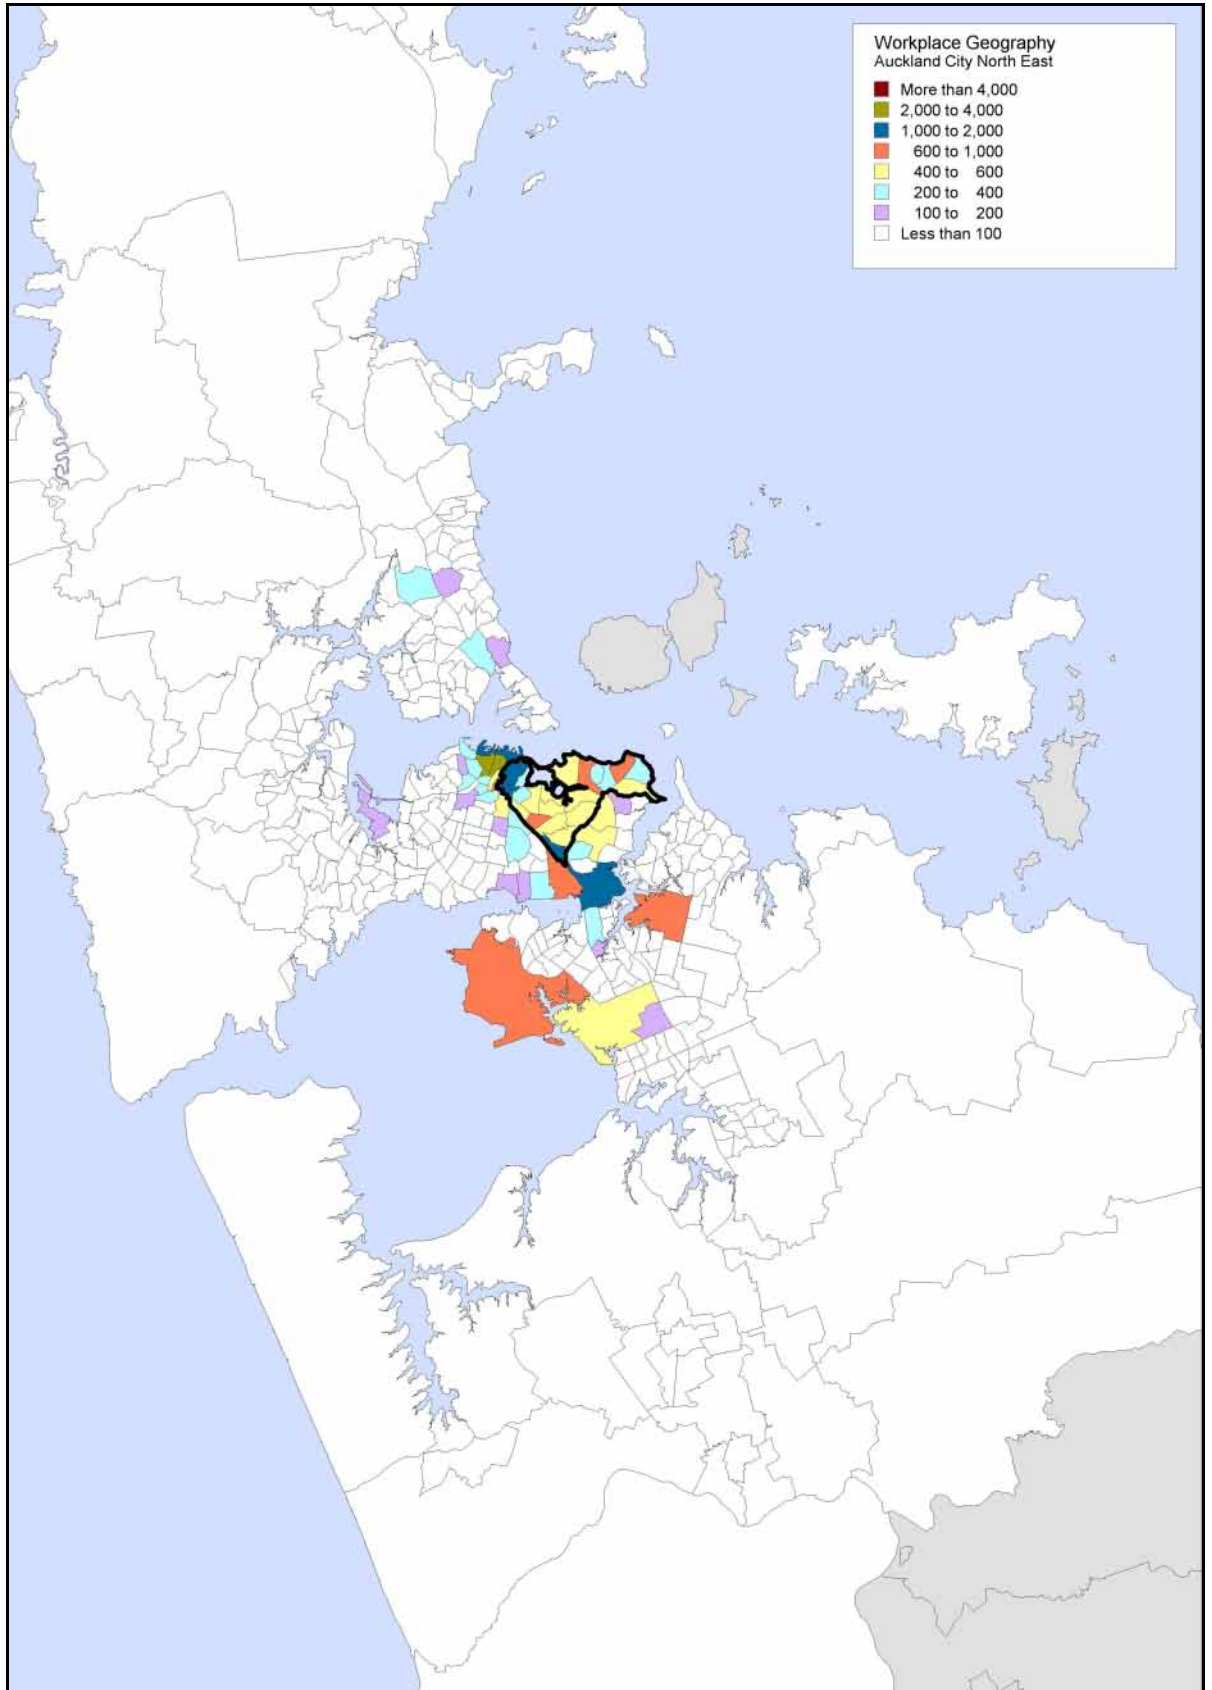 Workplace Geography
Auckland City North East
More than 4,000
2,000 to 4,000
1,000 to 2,000
600 to 1,000
400 to 600
200 to 400
100 to 200
Less than 100